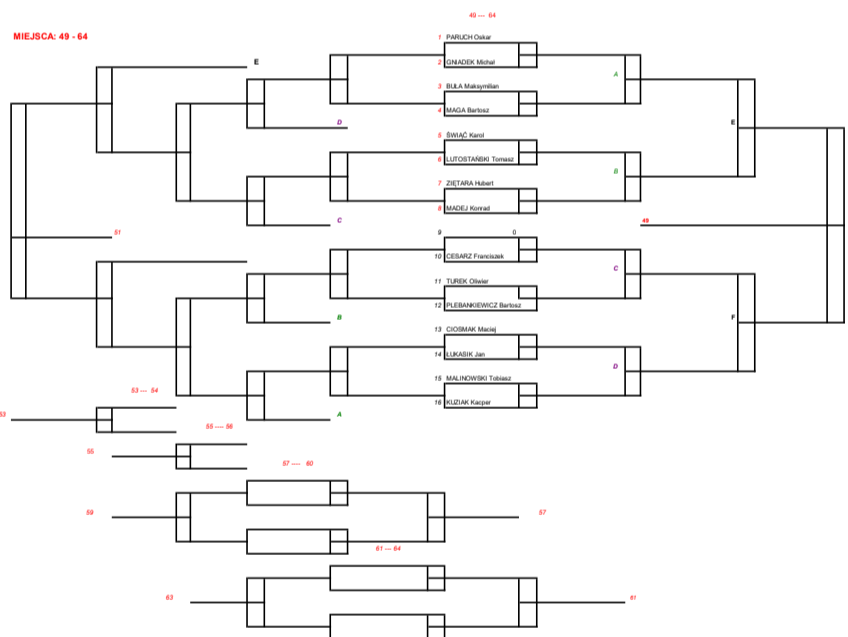 49 --- 64
MIEJSCA: 49 - 64
1 PARUCH Oskar
E
2 GNIADEK Michał
A
3 BUŁA Maksymilian
4 MAGA Bartosz
D
E
5 ŚWIĄĆ Karol
6 LUTOSTAŃSKI Tomasz
B
7 ZIĘTARA Hubert
8 MADEJ Konrad
C
49
51
9 0
10 CESARZ Franciszek
C
11 TUREK Oliwier
12 PLEBANKIEWICZ Bartosz
B
F
13 CIOSMAK Maciej
14 ŁUKASIK Jan
D
15 MALINOWSKI Tobiasz
53 --- 54
16 KUZIAK Kacper
53
A
55 ---- 56
55
57 ---- 60
59
57
61 --- 64
63
61